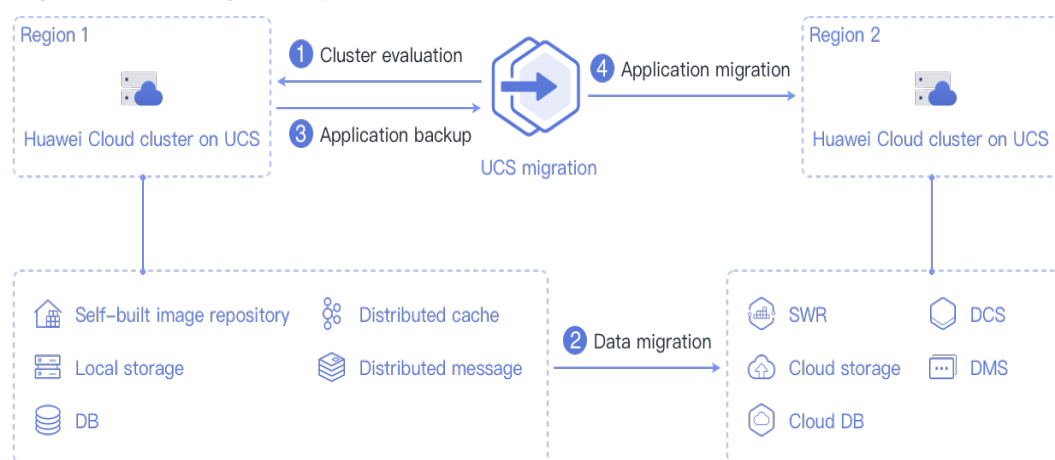 Region 1
Huawei Cloud cluster on UCS
1 Cluster evaluation
3 Application backup
UCS migration
4 Application migration
Region 2
Huawei Cloud cluster on UCS
Self-built image repository
Distributed cache
Local storage
Distributed message
DB
2 Data migration
SWR
DCS
Cloud storage
DMS
Cloud DB